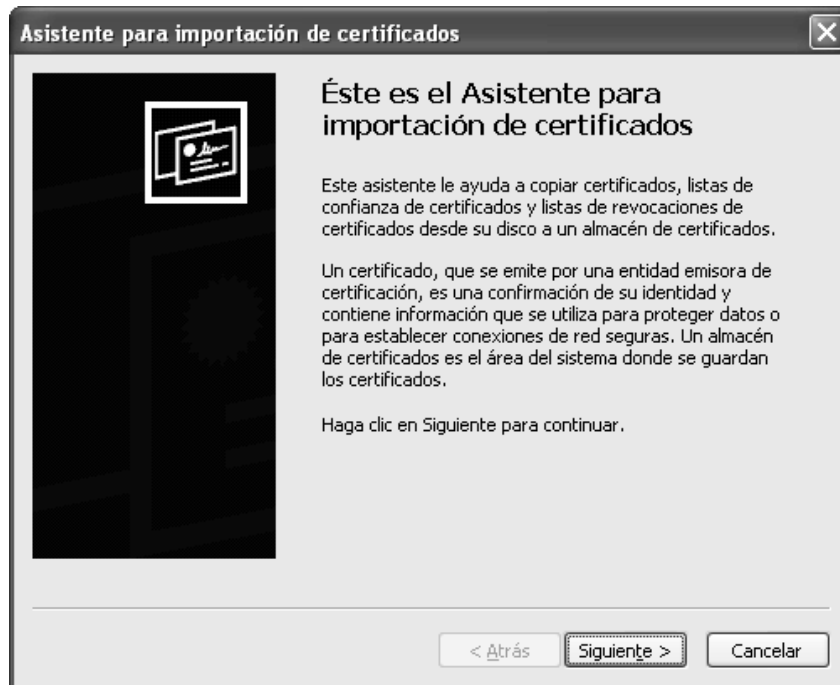 Asistente para importación de certificados
Éste es el Asistente para
importación de certificados
Este asistente le ayuda a copiar certificados, listas de
confianza de certificados y listas de revocaciones de
certificados desde su disco a un almacén de certificados.
Un certificado, que se emite por una entidad emisora de
certificación, es una confirmación de su identidad y
contiene información que se utiliza para proteger datos o
para establecer conexiones de red seguras. Un almacén
de certificados es el área del sistema donde se guardan
los certificados.
Haga clic en Siguiente para continuar.
< Atrás Siguiente > Cancelar